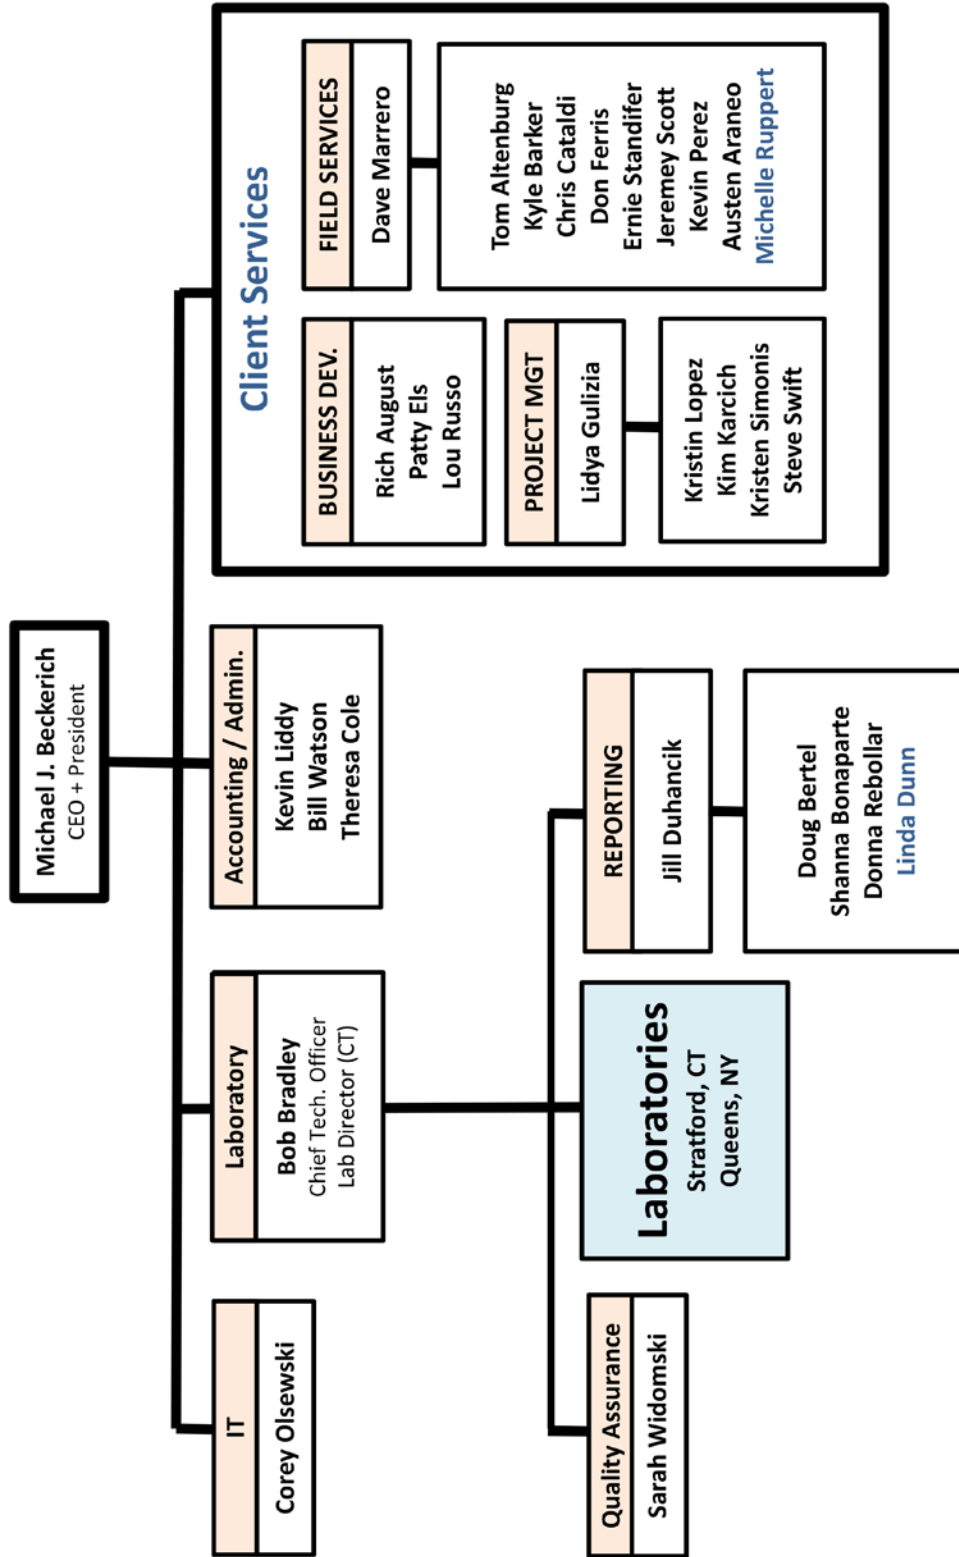 Michael J. Beckerich
CEO + President
IT
Corey Olsewski
Laboratory
Bob Bradley
Chief Tech. Officer
Lab Director (CT)
Accounting / Admin.
Kevin Liddy
Bill Watson
Theresa Cole
Client Services
BUSINESS DEV.
Rich August
Patty Els
Lou Russo
PROJECT MGT
Lidya Gulizia
Kristin Lopez
Kim Karcich
Kristen Simonis
Steve Swift
FIELD SERVICES
Dave Marrero
Tom Altenburg
Kyle Barker
Chris Cataldi
Don Ferris
Ernie Standifer
Jeremey Scott
Kevin Perez
Austen Araneo
Michelle Ruppert
Quality Assurance
Sarah Widomski
Laboratories
Stratford, CT
Queens, NY
REPORTING
Jill Duhancik
Doug Bertel
Shanna Bonaparte
Donna Rebollar
Linda Dunn